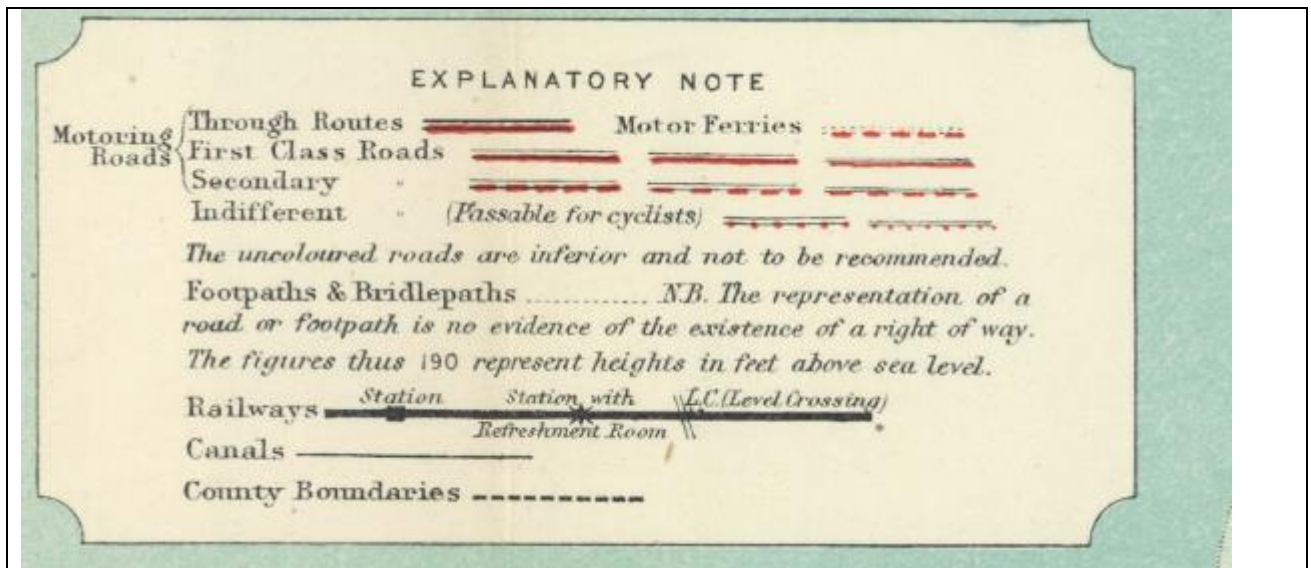 EXPLANATORY NOTE
Motoring Roads
Through Routes Motor Ferries
First Class Roads
Secondary "
Indifferent " (Passable for cyclists)
The uncoloured roads are inferior and not to be recommended.
Footpaths & Bridlepaths ............ N.B. The representation of a
road or footpath is no evidence of the existence of a right of way.
The figures thus 190 represent heights in feet above sea level.
Railways Station Station with L.C.(Level Crossing)
Refreshment Room
Canals
County Boundaries